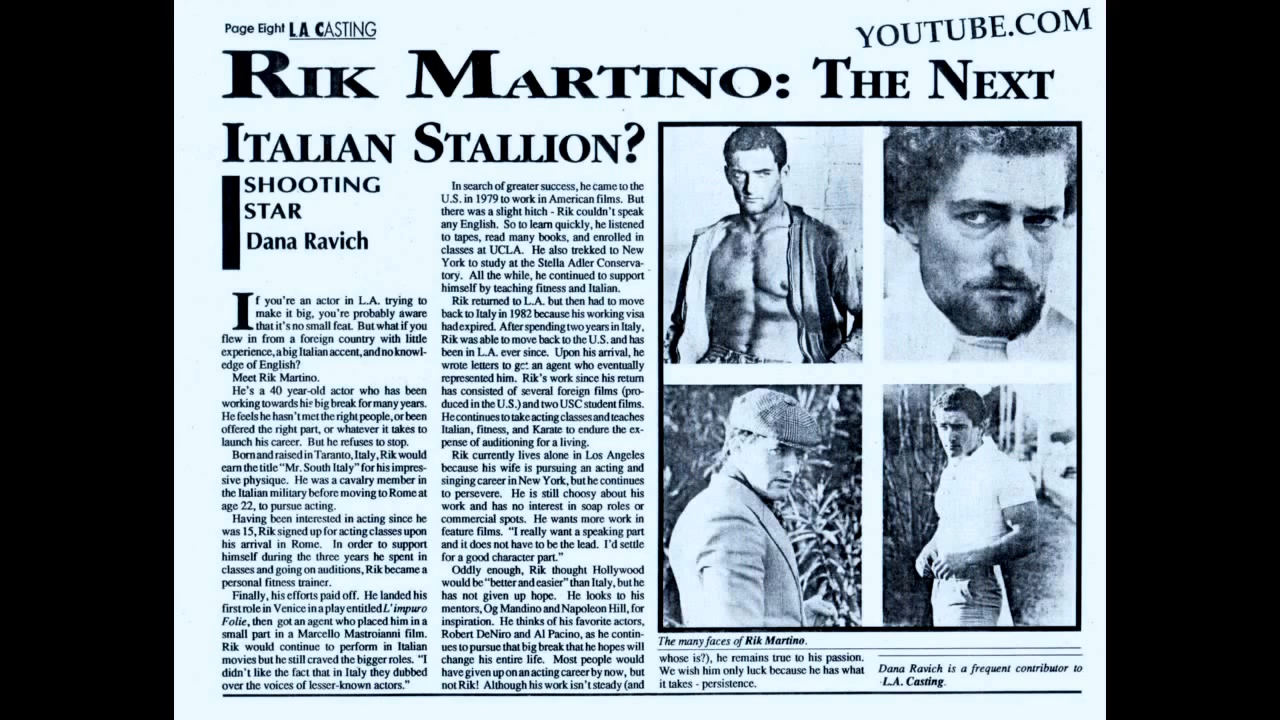 Page Eight LA CASTING
YOUTUBE.COM
RIK MARTINO: THE NEXT
ITALIAN STALLION?
SHOOTING
STAR
Dana Ravich
If you're an actor in L.A. trying to
make it big, you're probably aware
that it's no small feat. But what if you
flew in from a foreign country with little
experience, a big Italian accent, and no knowl-
edge of English?
Meet Rik Martino.
He's a 40 year-old actor who has been
working towards his big break for many years.
He feels he hasn't met the right people, or been
offered the right part, or whatever it takes to
launch his career. But he refuses to stop.
Born and raised in Taranto, Italy, Rik would
earn the title "Mr. South Italy" for his impres-
sive physique. He was a cavalry member in
the Italian military before moving to Rome at
age 22, to pursue acting.
Having been interested in acting since he
was 15, Rik signed up for acting classes upon
his arrival in Rome. In order to support
himself during the three years he spent in
classes and going on auditions, Rik became a
personal fitness trainer.
Finally, his efforts paid off. He landed his
first role in Venice in a play entitled L'impuro
Folie, then got an agent who placed him in a
small part in a Marcello Mastroianni film.
Rik would continue to perform in Italian
movies but he still craved the bigger roles. "I
didn't like the fact that in Italy they dubbed
over the voices of lesser-known actors."
In search of greater success, he came to the
U.S. in 1979 to work in American films. But
there was a slight hitch - Rik couldn't speak
any English. So to learn quickly, he listened
to tapes, read many books, and enrolled in
classes at UCLA. He also trekked to New
York to study at the Stella Adler Conserva-
tory. All the while, he continued to support
himself by teaching fitness and Italian.
Rik returned to L.A. but then had to move
back to Italy in 1982 because his working visa
had expired. After spending two years in Italy,
Rik was able to move back to the U.S. and has
been in L.A. ever since. Upon his arrival, he
wrote letters to get an agent who eventually
represented him. Rik's work since his return
has consisted of several foreign films (pro-
duced in the U.S.) and two USC student films.
He continues to take acting classes and teaches
Italian, fitness, and Karate to endure the ex-
pense of auditioning for a living.
Rik currently lives alone in Los Angeles
because his wife is pursuing an acting and
singing career in New York, but he continues
to persevere. He is still choosy about his
work and has no interest in soap roles or
commercial spots. He wants more work in
feature films. "I really want a speaking part
and it does not have to be the lead. I'd settle
for a good character part."
Oddly enough, Rik thought Hollywood
would be "better and easier" than Italy, but he
has not given up hope. He looks to his
mentors, Og Mandino and Napoleon Hill, for
inspiration. He thinks of his favorite actors,
Robert DeNiro and Al Pacino, as he contin-
ues to pursue that big break that he hopes will
change his entire life. Most people would
have given up on an acting career by now, but
not Rik! Although his work isn't steady (and
The many faces of Rik Martino.
whose is?), he remains true to his passion.
We wish him only luck because he has what
it takes - persistence.
Dana Ravich is a frequent contributor to
L.A. Casting.